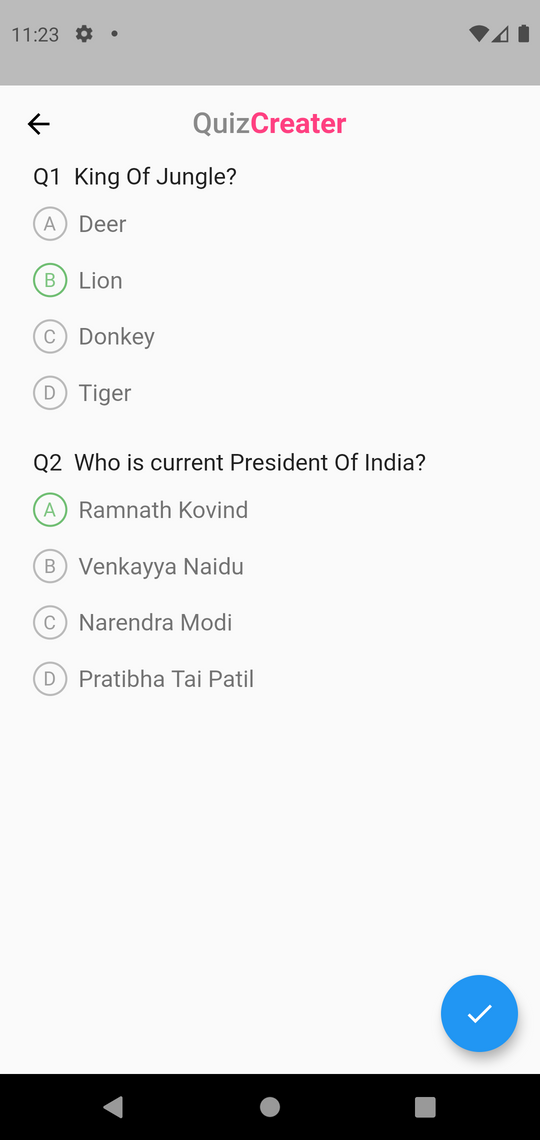 11:23
QuizCreater
Q1 King Of Jungle?
A Deer
B Lion
C Donkey
D Tiger
Q2 Who is current President Of India?
A Ramnath Kovind
B Venkayya Naidu
C Narendra Modi
D Pratibha Tai Patil